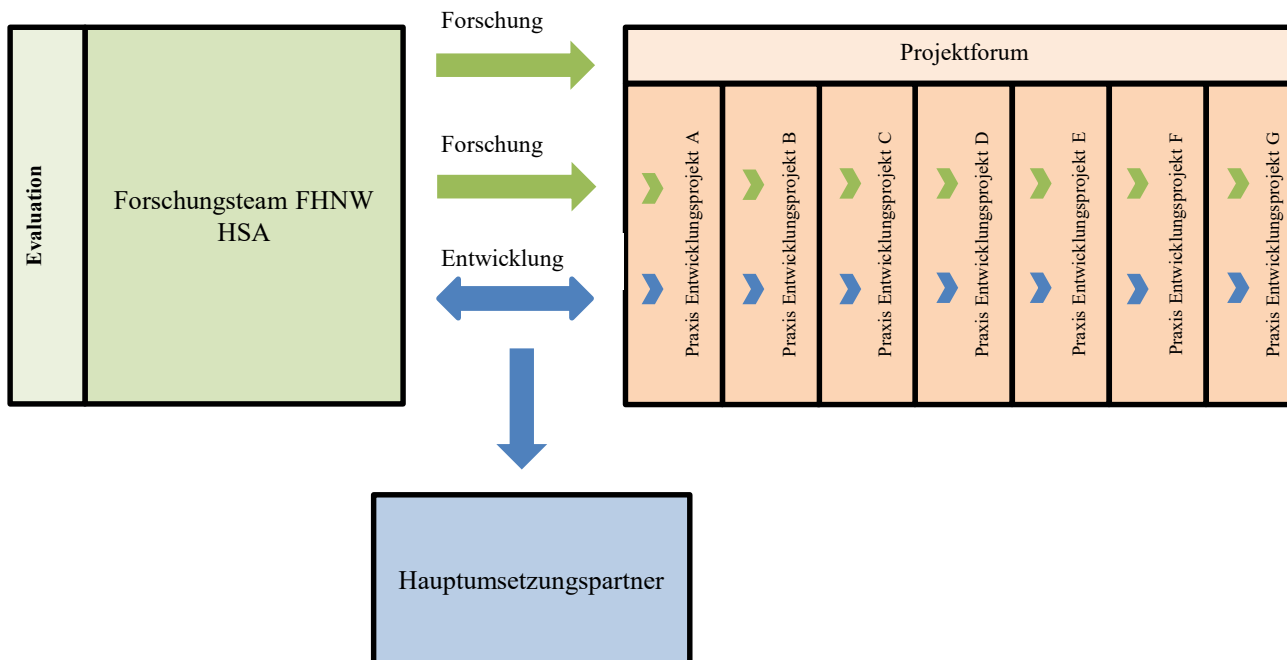 Forschung
Projektforum
Evaluation
Forschungsteam FHNW
HSA
Forschung
Entwicklung
Praxis Entwicklungsprojekt A
Praxis Entwicklungsprojekt B
Praxis Entwicklungsprojekt C
Praxis Entwicklungsprojekt D
Praxis Entwicklungsprojekt E
Praxis Entwicklungsprojekt F
Praxis Entwicklungsprojekt G
Hauptumsetzungspartner